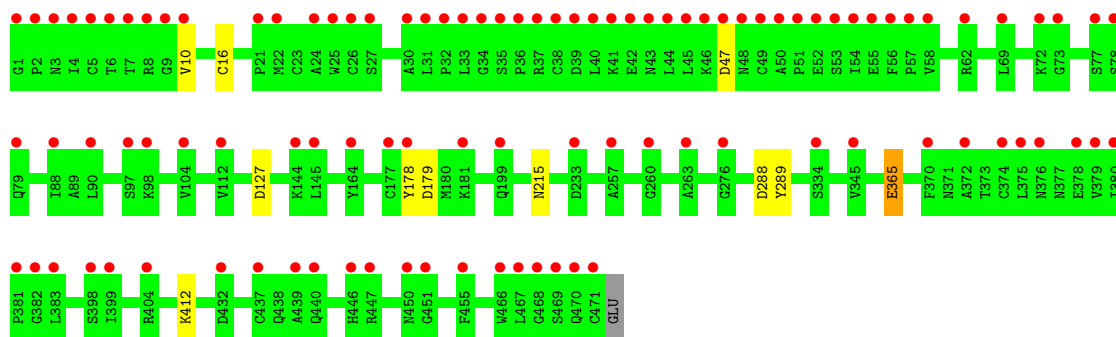 G1 P2 N3 I4 C5 T6 T7 R8 G9 V10 C16 P21 M22 C23 A24 W25 C26 S27 A30 L31 P32 L33 G34 S35 P36 R37 C38 D39 L40 K41 E42 N43 L44 L45 K46 D47 N48 C49 A50 P51 E52 S53 I54 E55 F56 P57 V58 R62 L69 K72 G73 S77 S78
Q79 I88 A89 L90 S97 K98 V104 V112 D127 K144 L145 Y164 C177 Y178 D179 M180 K181 Q199 N215 D233 A257 G260 A263 G276 D288 Y289 S334 V345 E365 F370 N371 A372 T373 C374 L375 N376 N377 E378 V379 I380
P381 G382 L383 S398 I399 R404 K412 D432 C437 Q438 A439 Q440 H446 R447 N450 G451 F455 W466 L467 G468 S469 Q470 C471 GLU